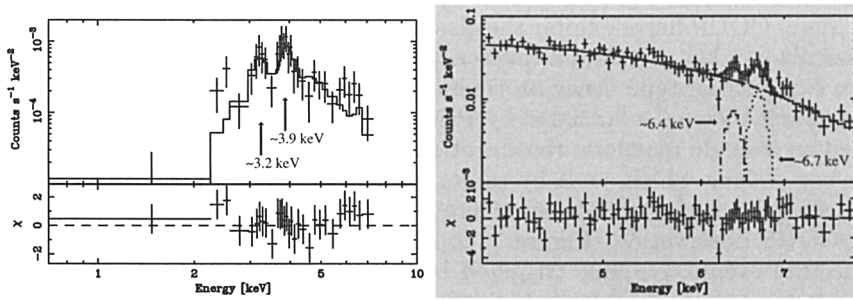 Counts s⁻¹ keV⁻²
10⁻³
10⁻⁴
~3.9 keV
~3.2 keV
χ
2
0
−2
1
2
5
10
Energy [keV]
Counts s⁻¹ keV⁻²
0.1
0.01
~6.4 keV
~6.7 keV
χ
2
0
−2
−4
5
6
7
Energy [keV]